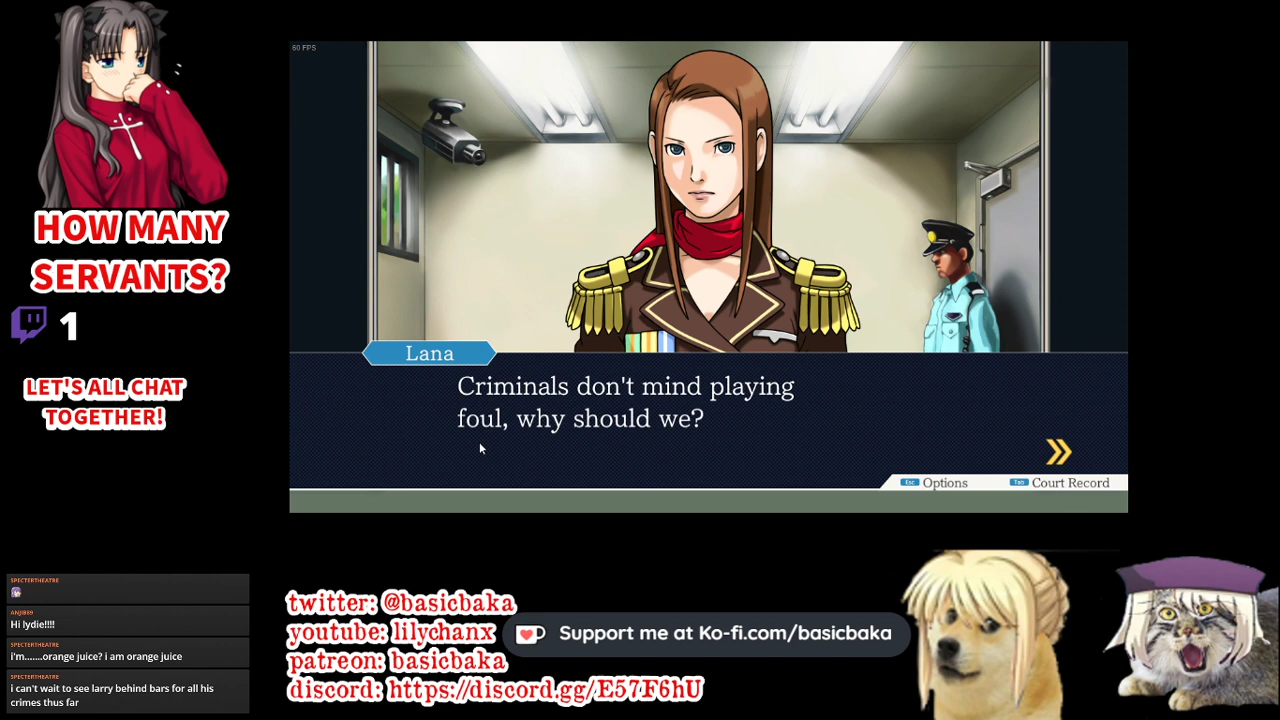 60 FPS
HOW MANY
SERVANTS?
1
LET'S ALL CHAT
TOGETHER!
Lana
Criminals don't mind playing
foul, why should we?
Esc Options
Tab Court Record
SPECTERTHEATRE
ANJIB89
Hi lydie!!!!
SPECTERTHEATRE
i'm.......orange juice? i am orange juice
SPECTERTHEATRE
i can't wait to see larry behind bars for all his
crimes thus far
twitter: @basicbaka
youtube: lilychanx
patreon: basicbaka
discord: https://discord.gg/E57F6hU
Support me at Ko-fi.com/basicbaka